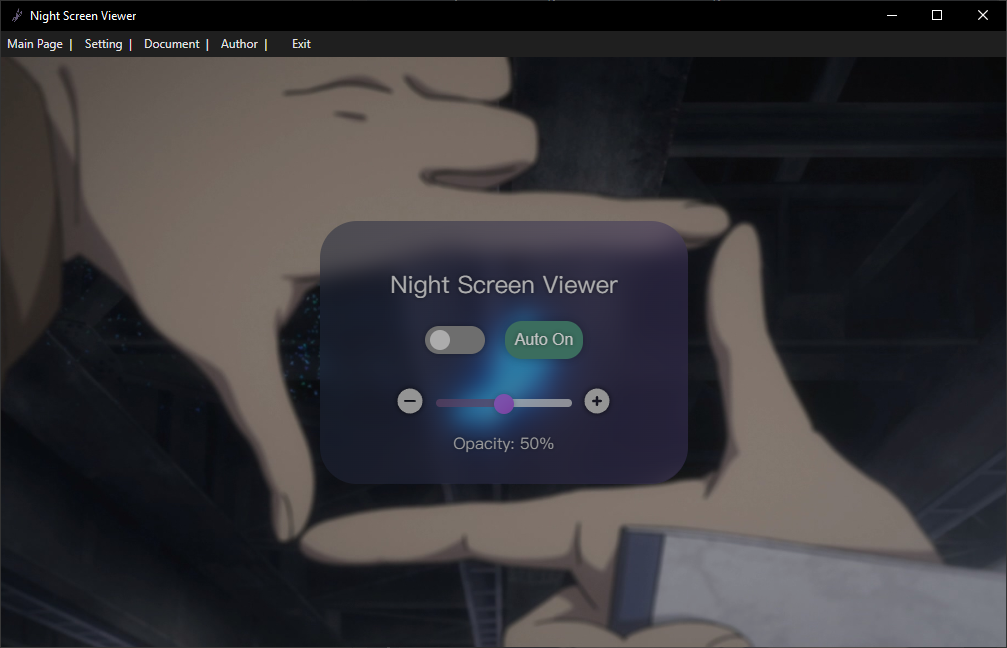 Night Screen Viewer
Main Page | Setting | Document | Author | Exit
Night Screen Viewer
Auto On
Opacity: 50%